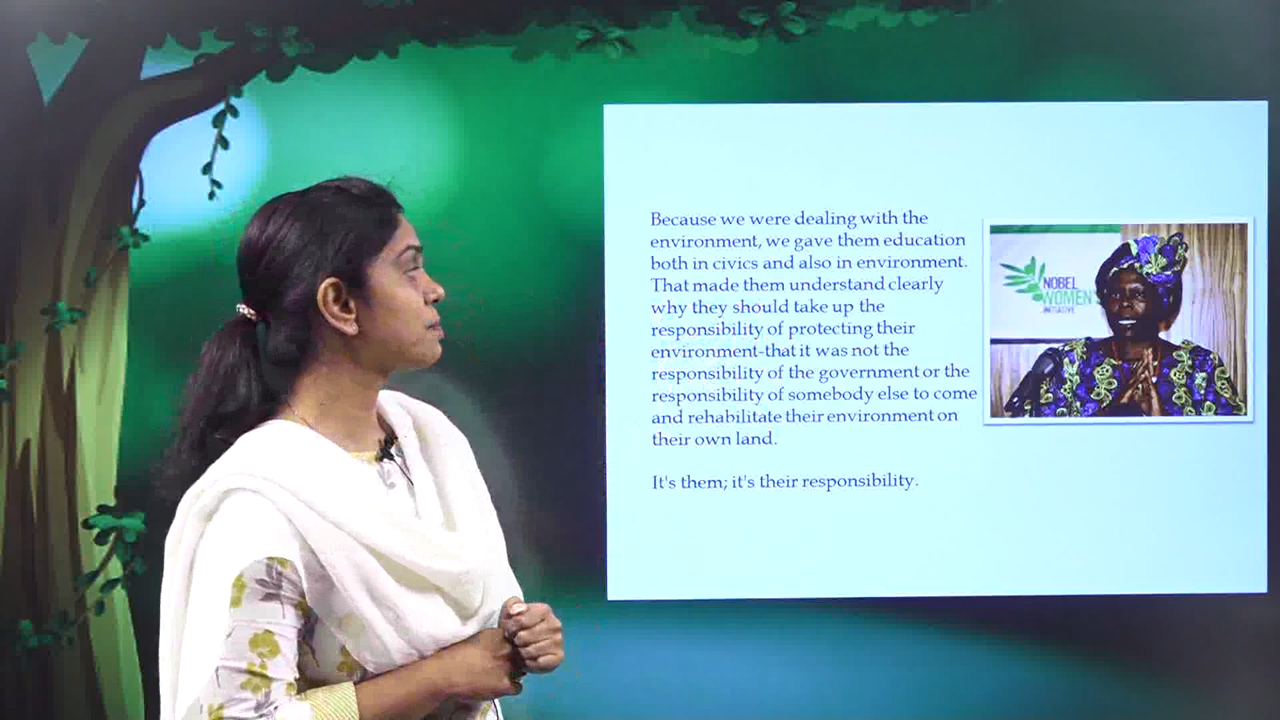 Because we were dealing with the
environment, we gave them education
both in civics and also in environment.
That made them understand clearly
why they should take up the
responsibility of protecting their
environment-that it was not the
responsibility of the government or the
responsibility of somebody else to come
and rehabilitate their environment on
their own land.
It's them; it's their responsibility.
NOBEL
WOMEN'S
INITIATIVE